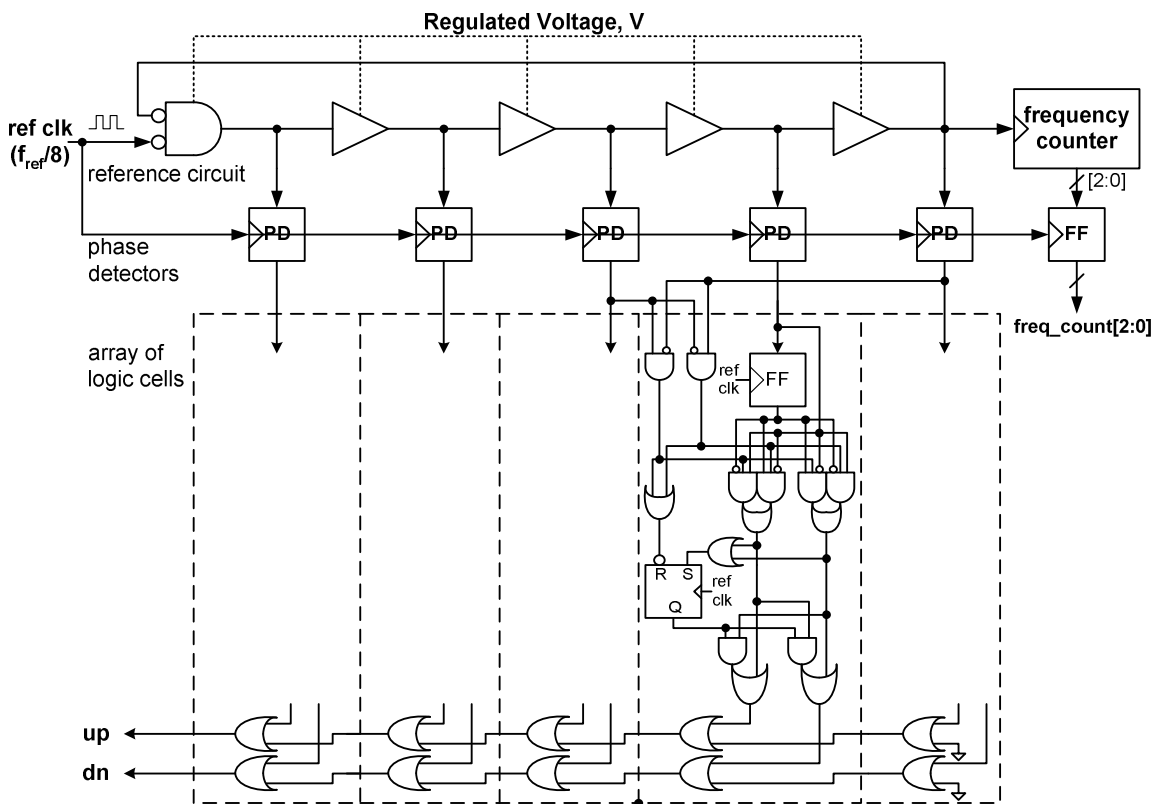 Regulated Voltage, V
ref clk
(f_ref/8)
reference circuit
frequency
counter
[2:0]
PD
PD
PD
PD
PD
FF
phase
detectors
freq_count[2:0]
array of
logic cells
ref
clk
FF
R
S
Q
ref
clk
up
dn